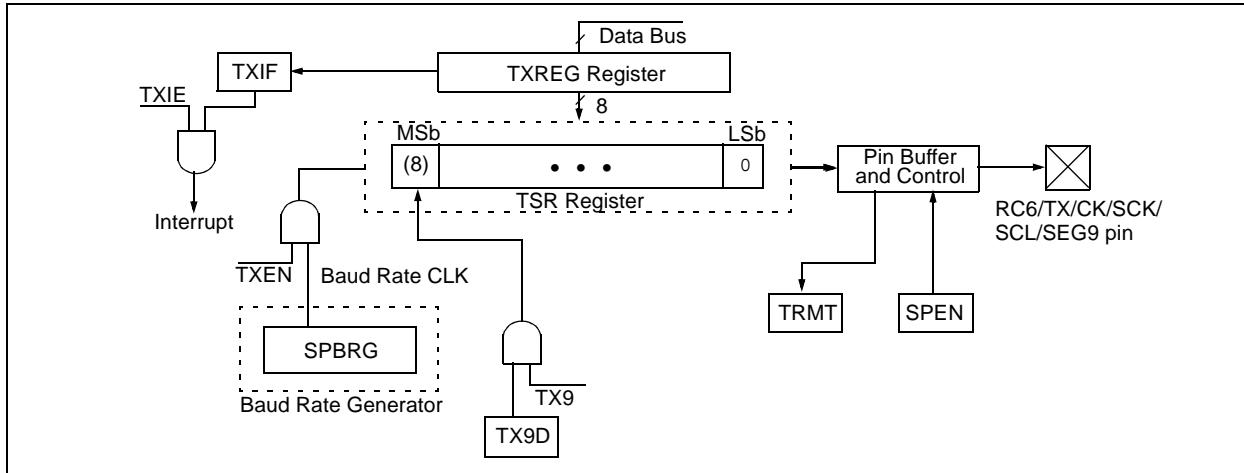 Data Bus
TXIF
TXREG Register
TXIE
8
MSb
LSb
(8)
• • •
0
TSR Register
Pin Buffer
and Control
Interrupt
RC6/TX/CK/SCK/
SCL/SEG9 pin
TXEN
Baud Rate CLK
TRMT
SPEN
SPBRG
TX9
Baud Rate Generator
TX9D